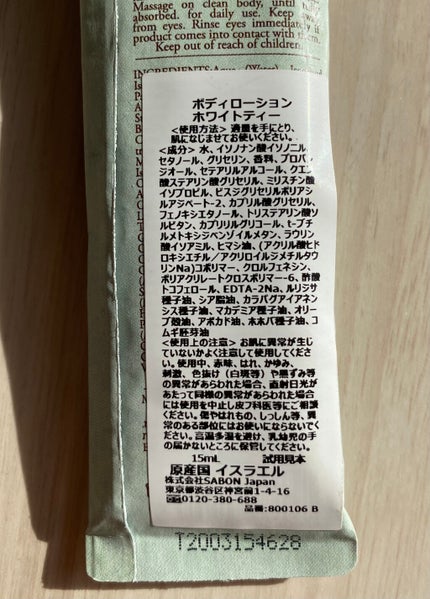 Massage on clean body, until
absorbed. for daily use. Keep away
from eyes. Rinse eyes immediately if
product comes into contact with them.
Keep out of reach of children
ボディローション
ホワイトティー
<使用方法> 適量を手にとり、
肌になじませてお使いください。
<成分> 水、イソノナン酸イソノニル、
セタノール、グリセリン、香料、プロパン
ジオール、セテアリルアルコール、クエン
酸ステアリン酸グリセリル、ミリスチン酸
イソプロピル、ビスジグリセリルポリアシ
ルアジペート-2、カプリル酸グリセリル、
フェノキシエタノール、トリステアリン酸ソ
ルビタン、カプリリルグリコール、t-ブチ
ルメトキシジベンゾイルメタン、ラウリン
酸イソアミル、ヒマシ油、(アクリル酸ヒド
ロキシエチル/アクリロイルジメチルタウ
リンNa)コポリマー、クロルフェネシン、
ポリアクリレートクロスポリマー-6、酢酸
トコフェロール、EDTA-2Na、ルリジサ
種子油、シア脂油、カラパグアイアネン
シス種子油、マカデミア種子油、オリー
ブ殻油、アボカド油、ホホバ種子油、コ
ムギ胚芽油
<使用上の注意> お肌に異常が生じ
ていないかよく注意して使用してくださ
い。使用中、赤味、はれ、かゆみ、
刺激、色抜け(白斑等)や黒ずみ等
の異常があらわれた場合、直射日光が
あたって同様の異常があらわれた場合
には使用を中止し皮フ科医等にご相談
ください。傷やはれもの、しっしん等、異
常のある部位にはお使いにならないでく
ださい。高温多湿を避け、乳幼児の手
の届かないところに保管してください。
15mL 試用見本
原産国 イスラエル
株式会社SABON Japan
東京都渋谷区神宮前1-4-16
0120-380-688
品番:800106 B
T2003154628